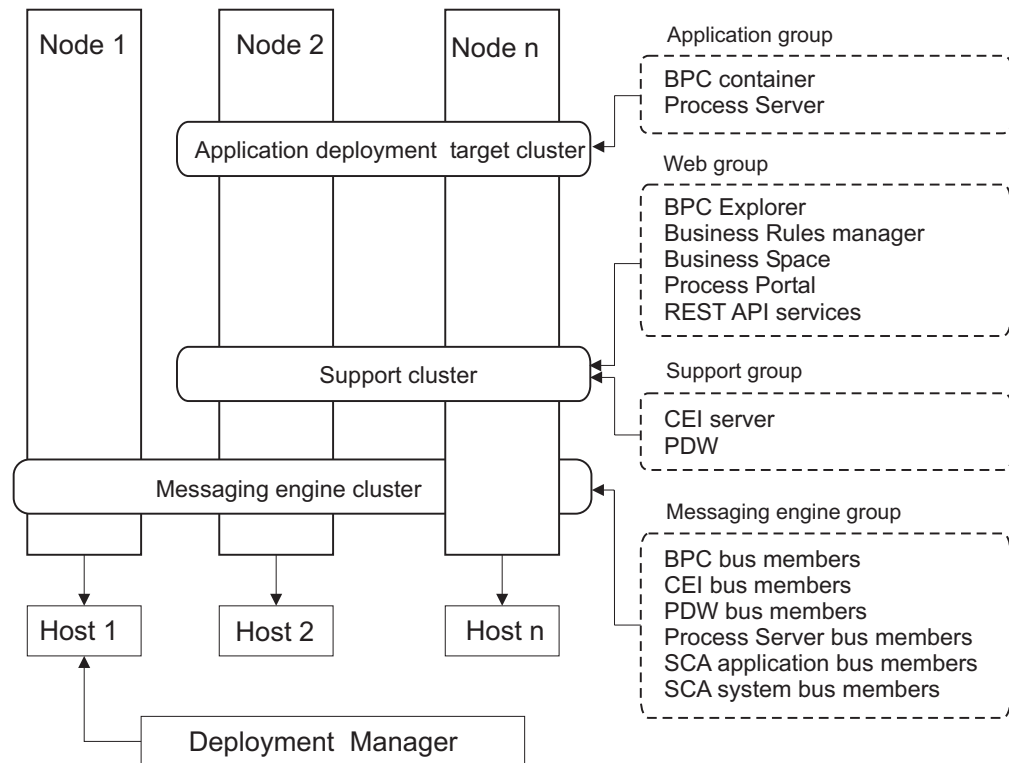 Node 1
Node 2
Node n
Application deployment target cluster
Support cluster
Messaging engine cluster
Host 1
Host 2
Host n
Deployment Manager
Application group
BPC container
Process Server
Web group
BPC Explorer
Business Rules manager
Business Space
Process Portal
REST API services
Support group
CEI server
PDW
Messaging engine group
BPC bus members
CEI bus members
PDW bus members
Process Server bus members
SCA application bus members
SCA system bus members